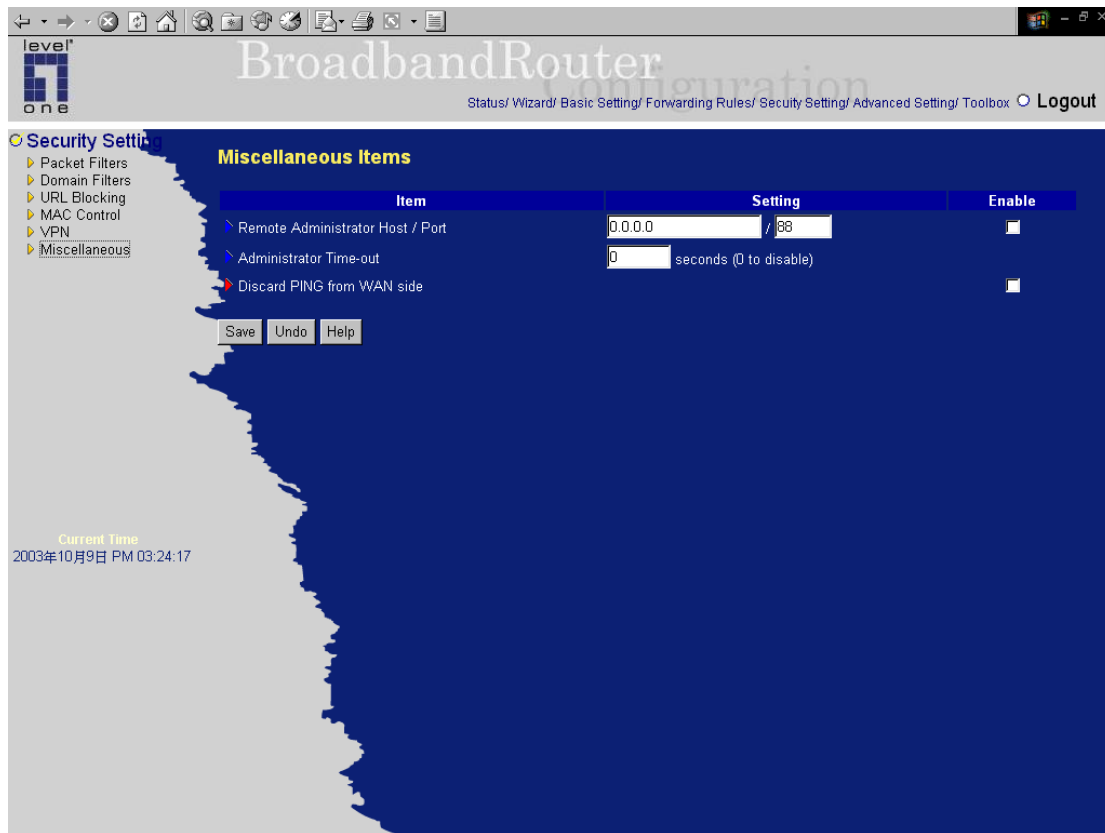 level
one
BroadbandRouter
Configuration
Status/ Wizard/ Basic Setting/ Forwarding Rules/ Secuity Setting/ Advanced Setting/ Toolbox Logout
Security Setting
Packet Filters
Domain Filters
URL Blocking
MAC Control
VPN
Miscellaneous
Current Time
2003年10月9日 PM 03:24:17
Miscellaneous Items
Item Setting Enable
Remote Administrator Host / Port 0.0.0.0 / 88
Administrator Time-out 0 seconds (0 to disable)
Discard PING from WAN side
Save Undo Help